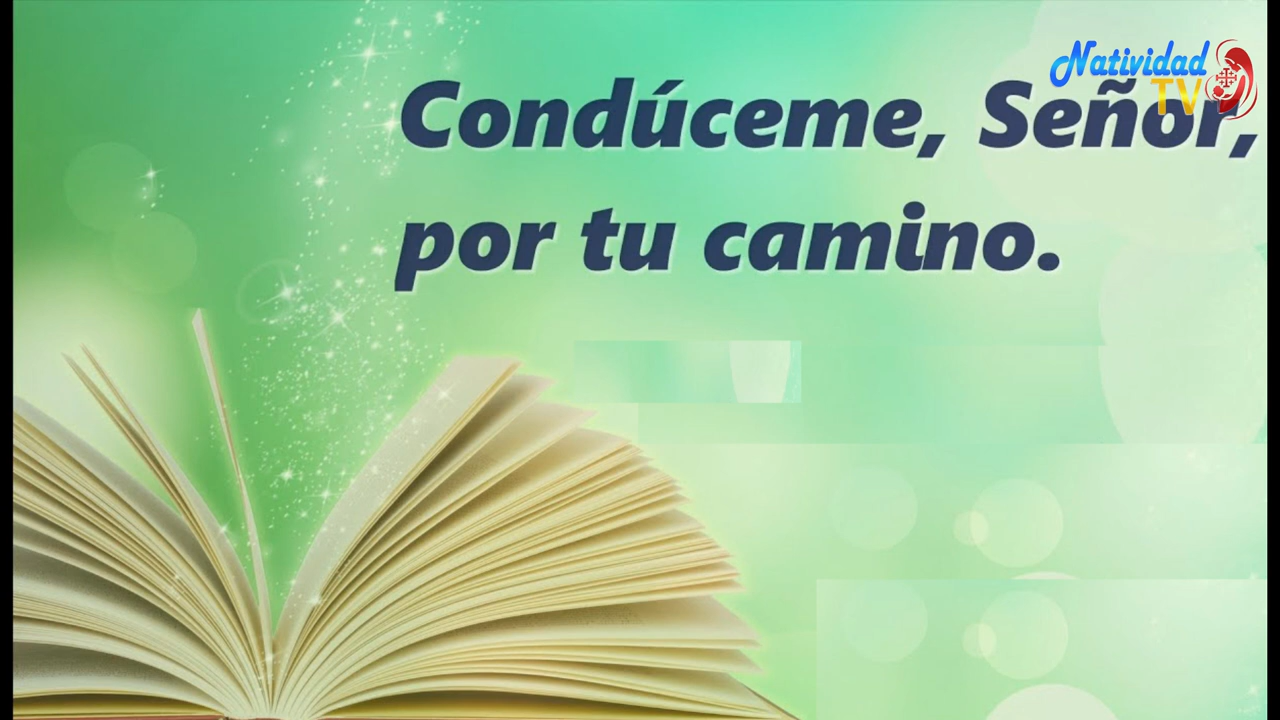 Natividad
TV
Condúceme, Señor,
por tu camino.